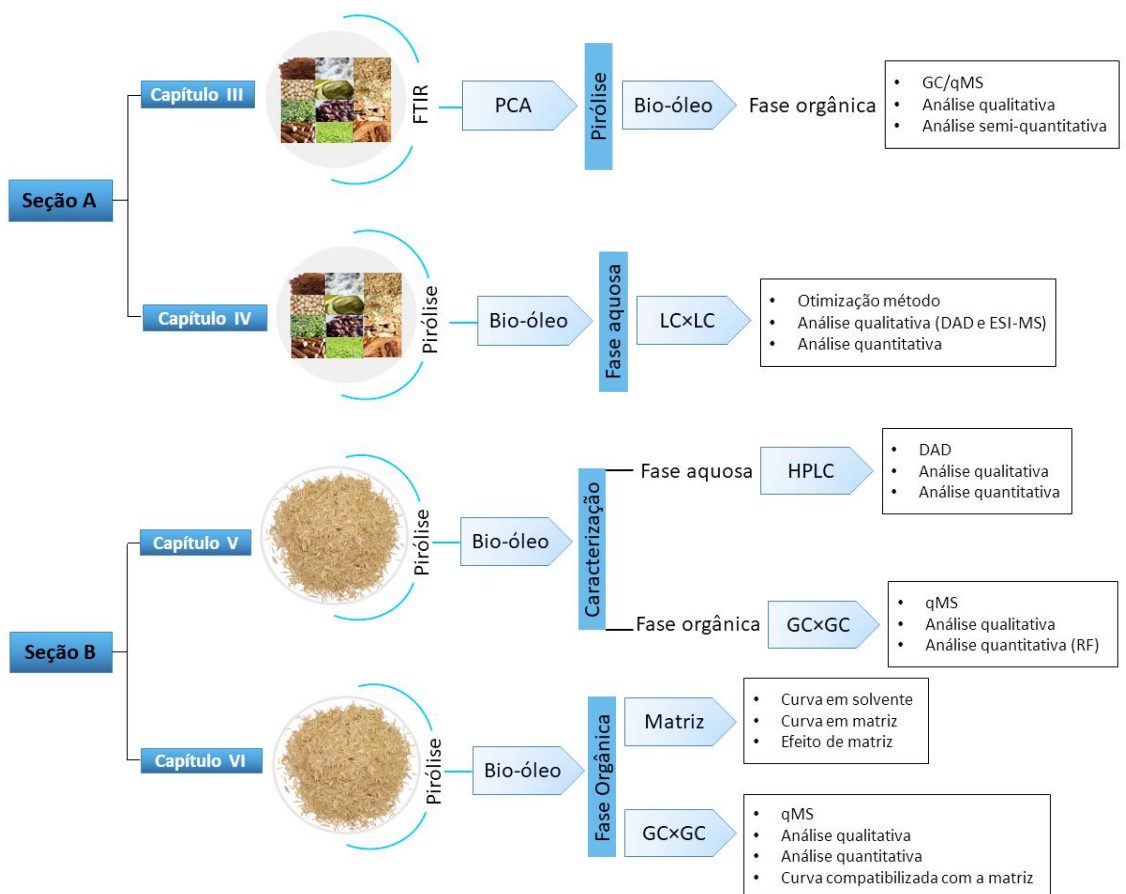 Seção A
Capítulo III
FTIR
PCA
Pirólise
Bio-óleo
Fase orgânica
• GC/qMS
• Análise qualitativa
• Análise semi-quantitativa
Capítulo IV
Pirólise
Bio-óleo
Fase aquosa
LC×LC
• Otimização método
• Análise qualitativa (DAD e ESI-MS)
• Análise quantitativa
Seção B
Capítulo V
Pirólise
Bio-óleo
Caracterização
Fase aquosa
HPLC
• DAD
• Análise qualitativa
• Análise quantitativa
Fase orgânica
GC×GC
• qMS
• Análise qualitativa
• Análise quantitativa (RF)
Capítulo VI
Pirólise
Bio-óleo
Fase Orgânica
Matriz
• Curva em solvente
• Curva em matriz
• Efeito de matriz
GC×GC
• qMS
• Análise qualitativa
• Análise quantitativa
• Curva compatibilizada com a matriz